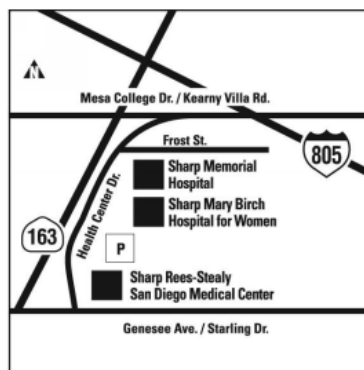 N
Mesa College Dr. / Kearny Villa Rd.
Frost St.
805
Sharp Memorial
Hospital
Sharp Mary Birch
Hospital for Women
Health Center Dr.
163
P
Sharp Rees-Stealy
San Diego Medical Center
Genesee Ave. / Starling Dr.